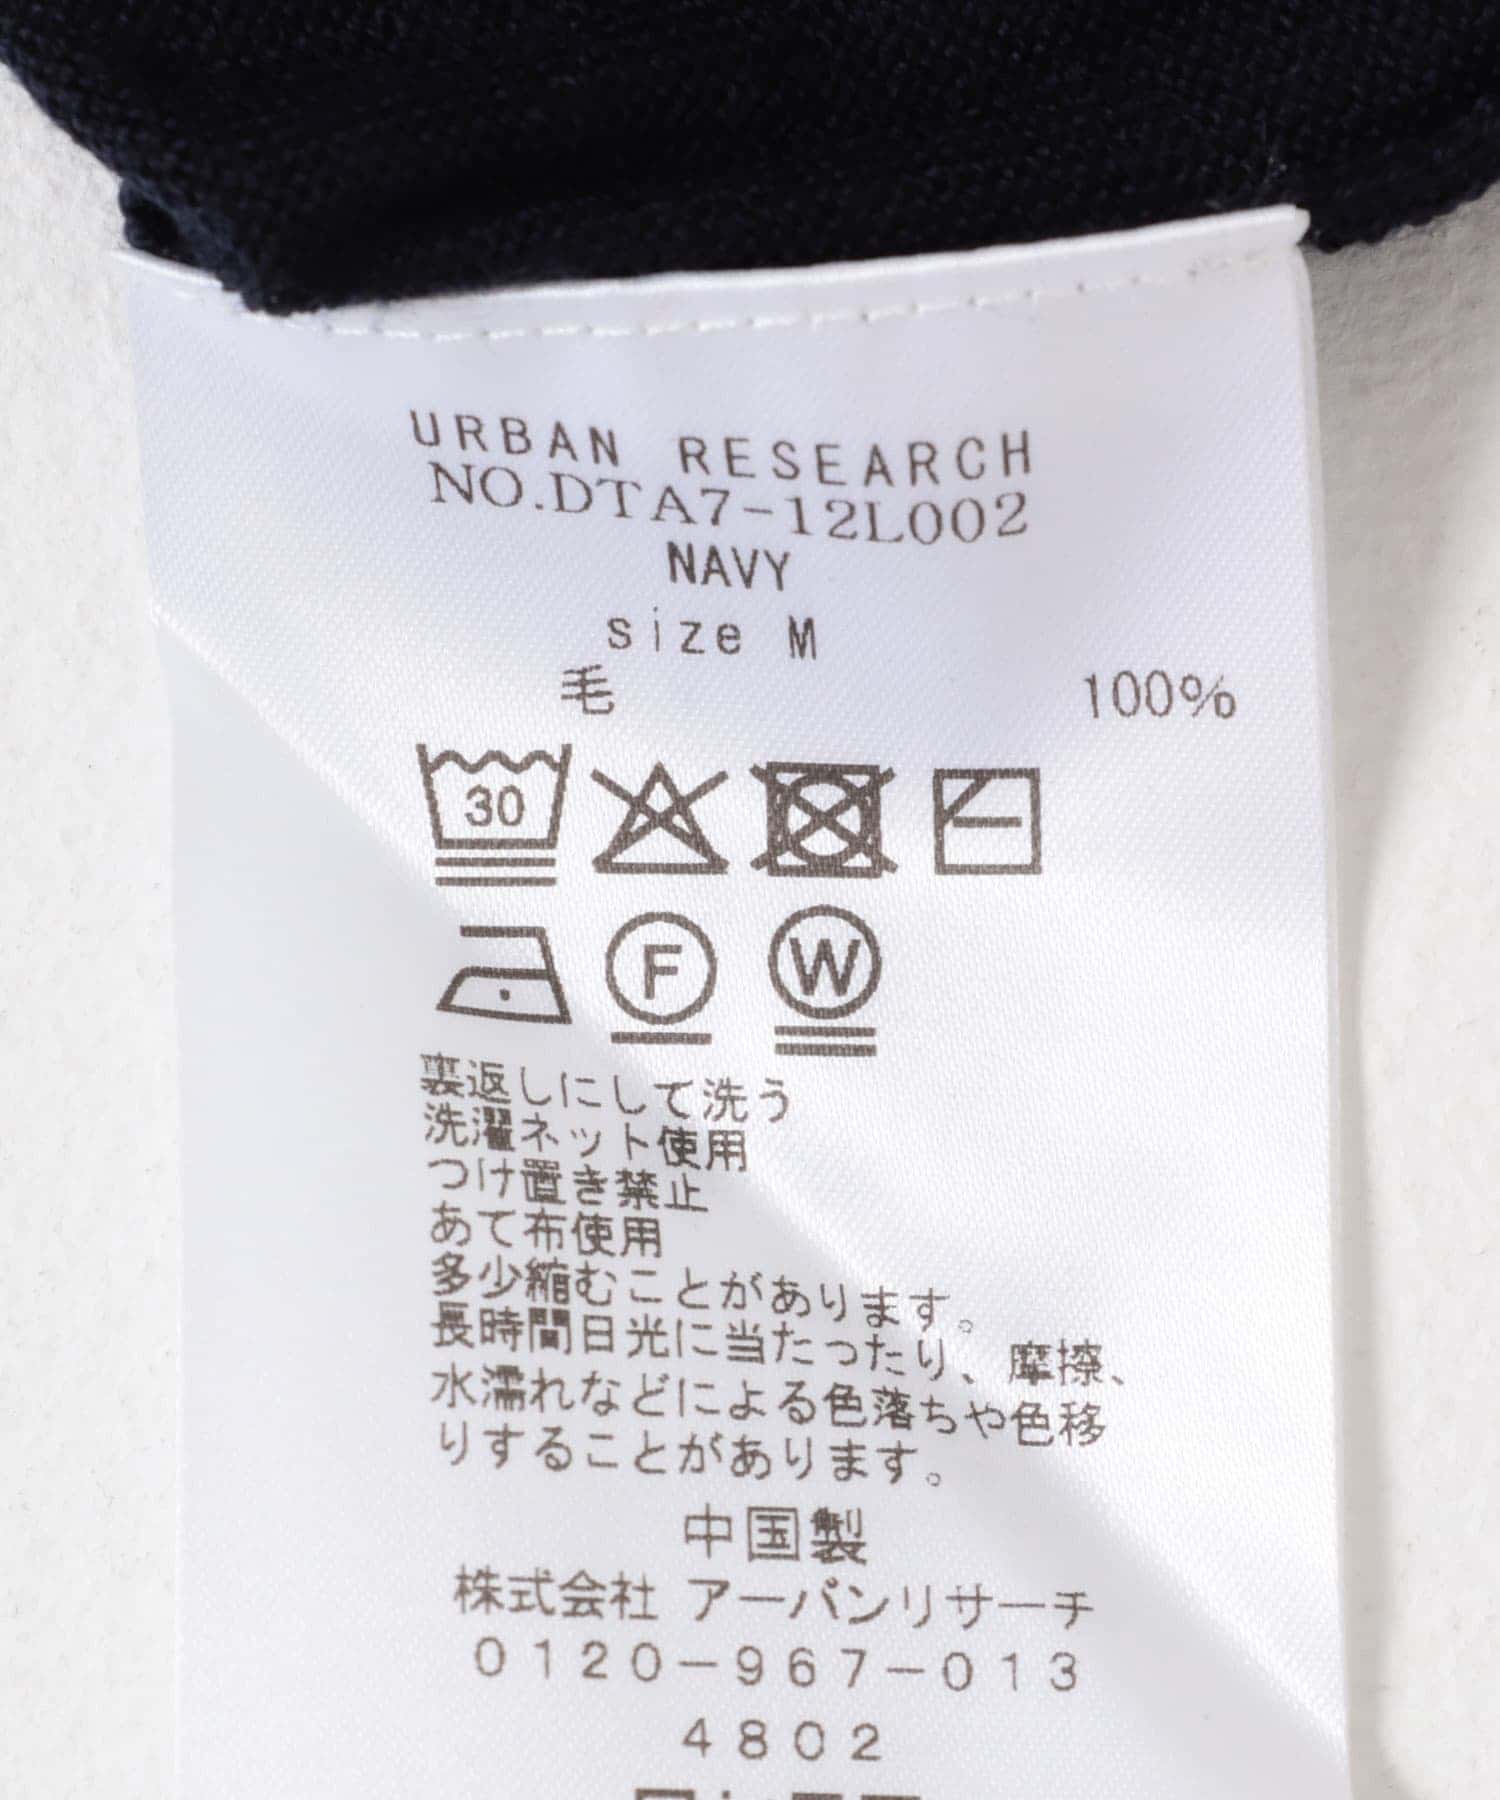 URBAN RESEARCH
NO.DTA7-12L002
NAVY
size M
毛 100%
30
F W
裏返しにして洗う
洗濯ネット使用
つけ置き禁止
あて布使用
多少縮むことがあります。
長時間日光に当たったり、摩擦、
水濡れなどによる色落ちや色移
りすることがあります。
中国製
株式会社 アーバンリサーチ
0120-967-013
4802